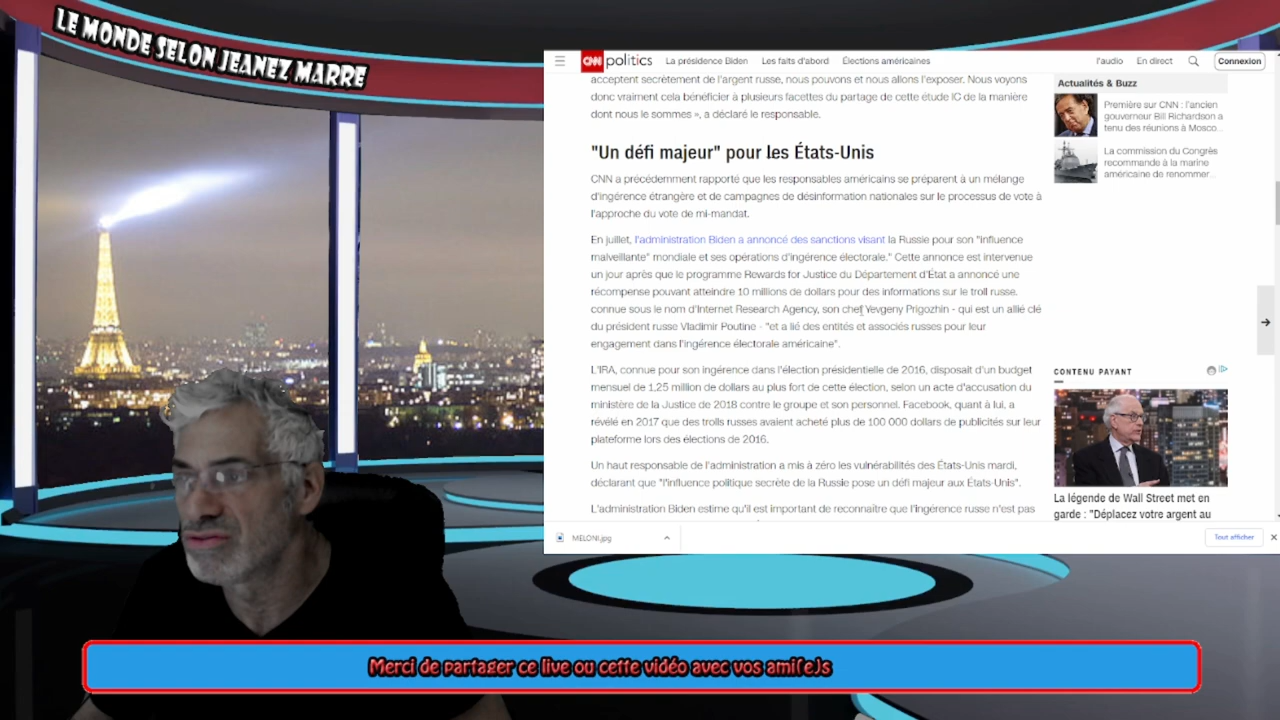 LE MONDE SELON JEANEZ MARRE
CNN politics La présidence Biden Les faits d'abord Élections américaines l'audio En direct Connexion
acceptent secrètement de l'argent russe, nous pouvons et nous allons l'exposer. Nous voyons
donc vraiment cela bénéficier à plusieurs facettes du partage de cette étude IC de la manière
dont nous le sommes », a déclaré le responsable.
"Un défi majeur" pour les États-Unis
CNN a précédemment rapporté que les responsables américains se préparent à un mélange
d'ingérence étrangère et de campagnes de désinformation nationales sur le processus de vote à
l'approche du vote de mi-mandat.
En juillet, l'administration Biden a annoncé des sanctions visant la Russie pour son "influence
malveillante" mondiale et ses opérations d'ingérence électorale." Cette annonce est intervenue
un jour après que le programme Rewards for Justice du Département d'État a annoncé une
récompense pouvant atteindre 10 millions de dollars pour des informations sur le troll russe.
connue sous le nom d'Internet Research Agency, son chef Yevgeny Prigozhin - qui est un allié clé
du président russe Vladimir Poutine - "et a lié des entités et associés russes pour leur
engagement dans l'ingérence électorale américaine".
L'IRA, connue pour son ingérence dans l'élection présidentielle de 2016, disposait d'un budget
mensuel de 1,25 million de dollars au plus fort de cette élection, selon un acte d'accusation du
ministère de la Justice de 2018 contre le groupe et son personnel. Facebook, quant à lui, a
révélé en 2017 que des trolls russes avaient acheté plus de 100 000 dollars de publicités sur leur
plateforme lors des élections de 2016.
Un haut responsable de l'administration a mis à zéro les vulnérabilités des États-Unis mardi,
déclarant que "l'influence politique secrète de la Russie pose un défi majeur aux États-Unis".
L'administration Biden estime qu'il est important de reconnaître que l'ingérence russe n'est pas
Actualités & Buzz
Première sur CNN : l'ancien
gouverneur Bill Richardson a
tenu des réunions à Mosco...
La commission du Congrès
recommande à la marine
américaine de renommer...
CONTENU PAYANT
La légende de Wall Street met en
garde : "Déplacez votre argent au
MELONI.jpg
Tout afficher
Merci de partager ce live ou cette vidéo avec vos ami(e)s